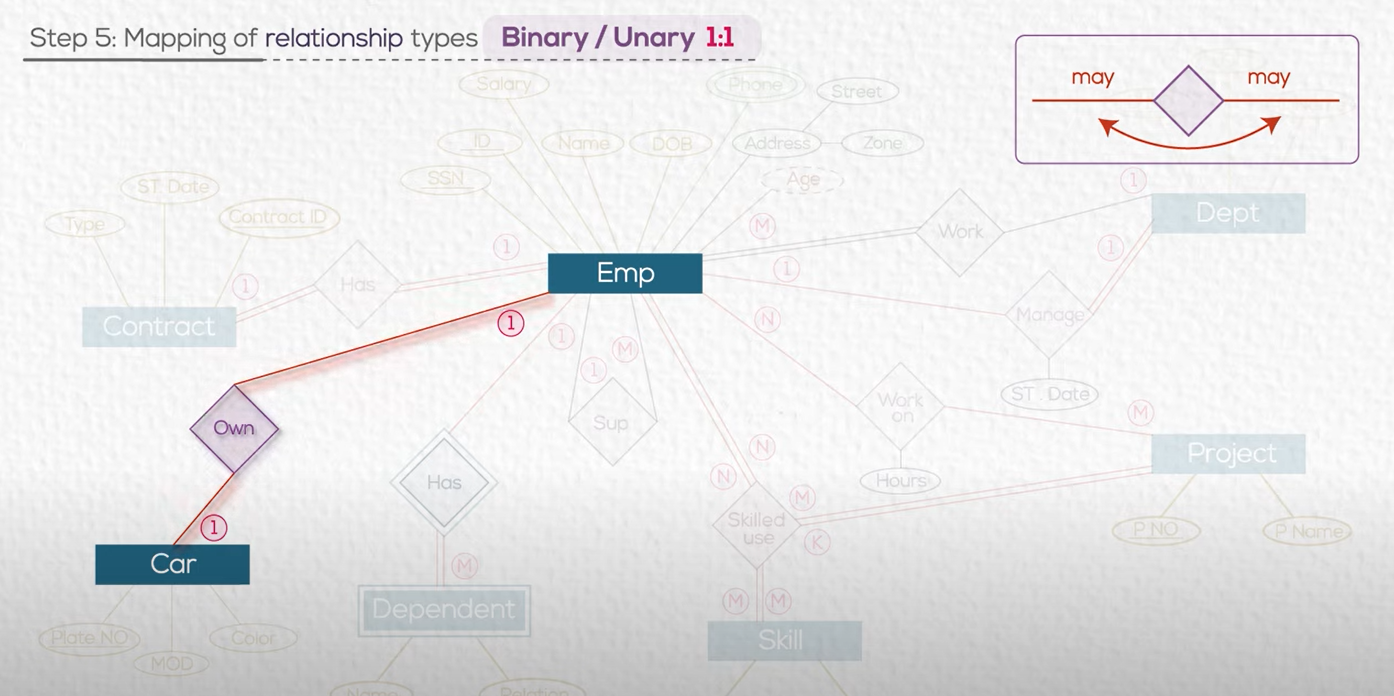 Step 5: Mapping of relationship types Binary / Unary 1:1
may may
Salary
Phone
Street
ID
Name
DOB
Address
Zone
SSN
Age
ST. Date
Type
Contract ID
1
M
1
Dept
Work
1
Has
1
Emp
1
1
Contract
1
1
M
N
Manage
1
Sup
Work on
ST . Date
M
Own
N
Hours
Project
Has
N
M
Skilled use
K
P NO
P Name
1
Car
M
Dependent
M
M
Skill
Plate NO
MOD
Color
Name
Relation